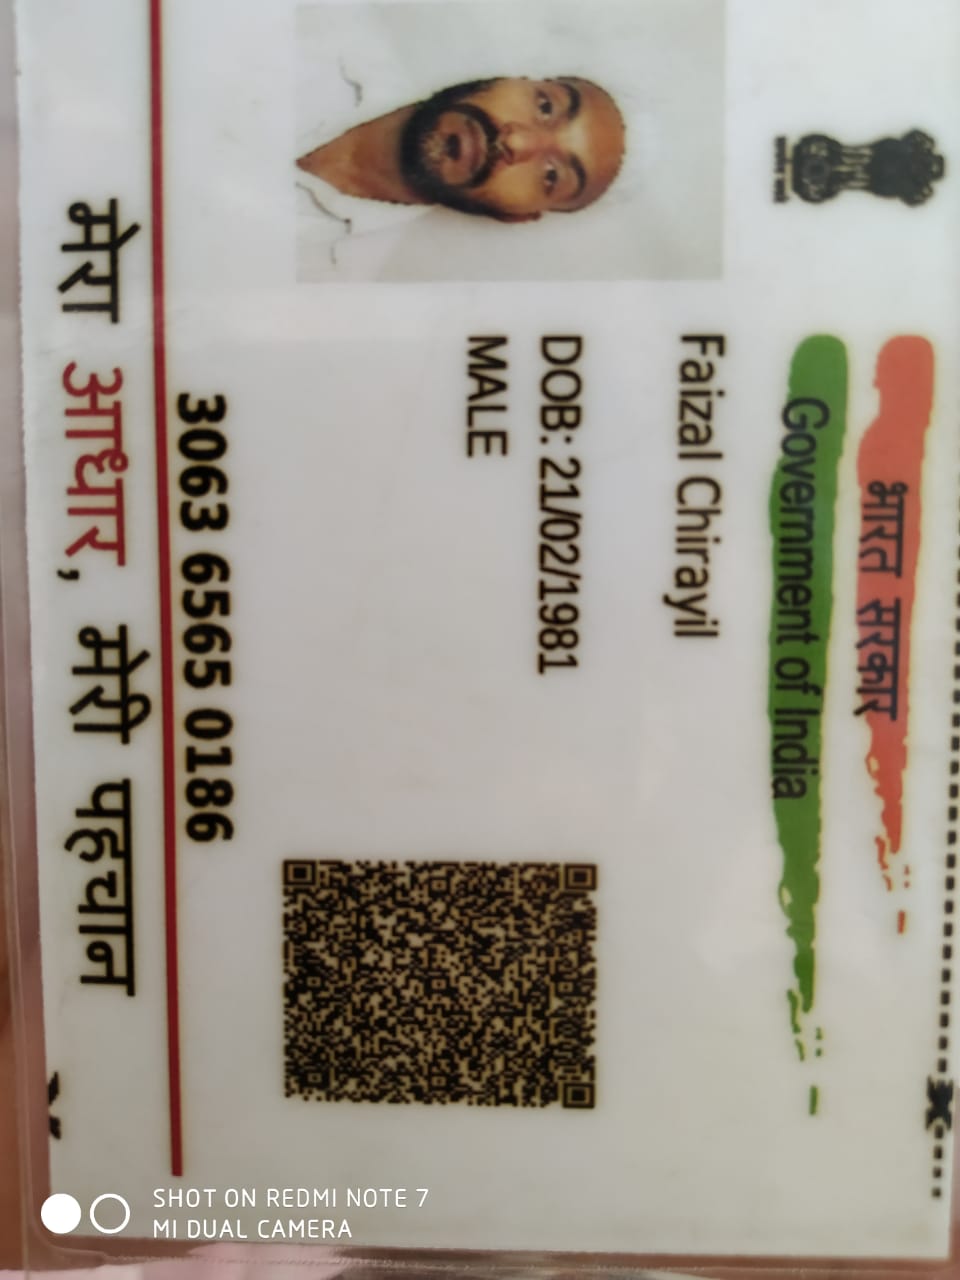 भारत सरकार
Government of India
Faizal Chirayil
DOB: 21/02/1981
MALE
3063 6565 0186
मेरा आधार, मेरी पहचान
SHOT ON REDMI NOTE 7
MI DUAL CAMERA